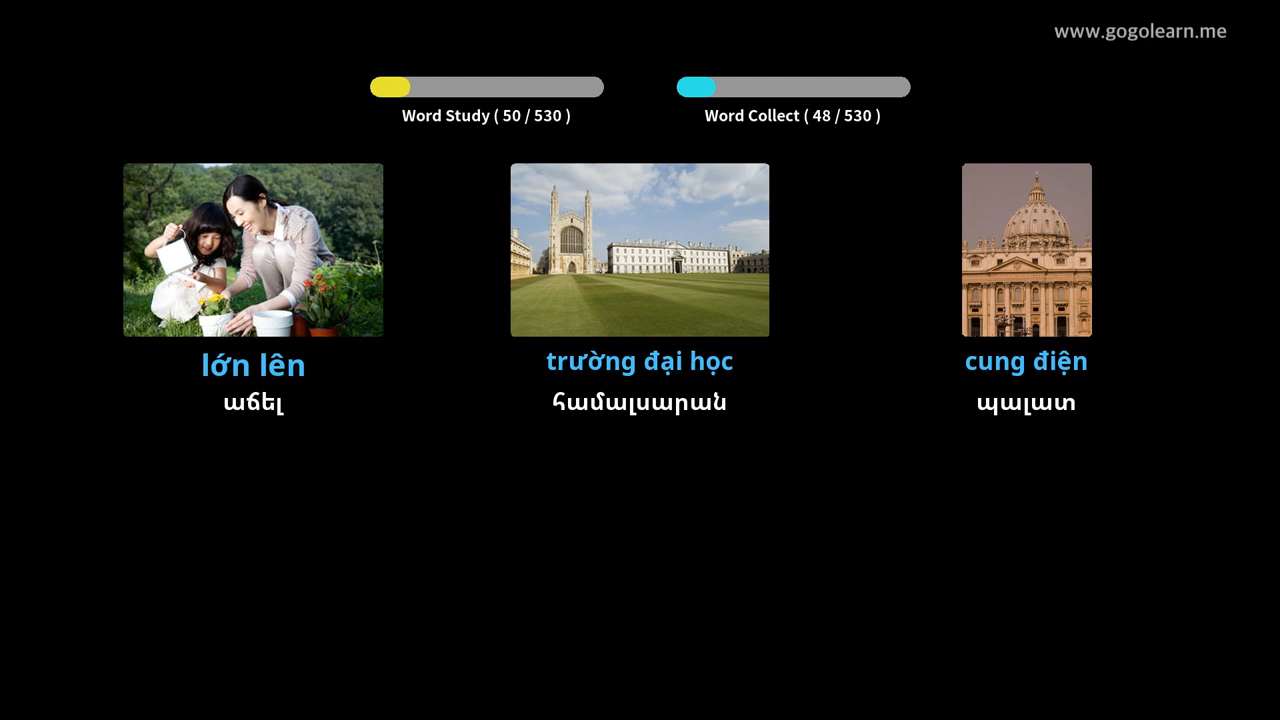 www.gogolearn.me
Word Study ( 50 / 530 )
Word Collect ( 48 / 530 )
lớn lên
աճել
trường đại học
համալսարան
cung điện
պալատ